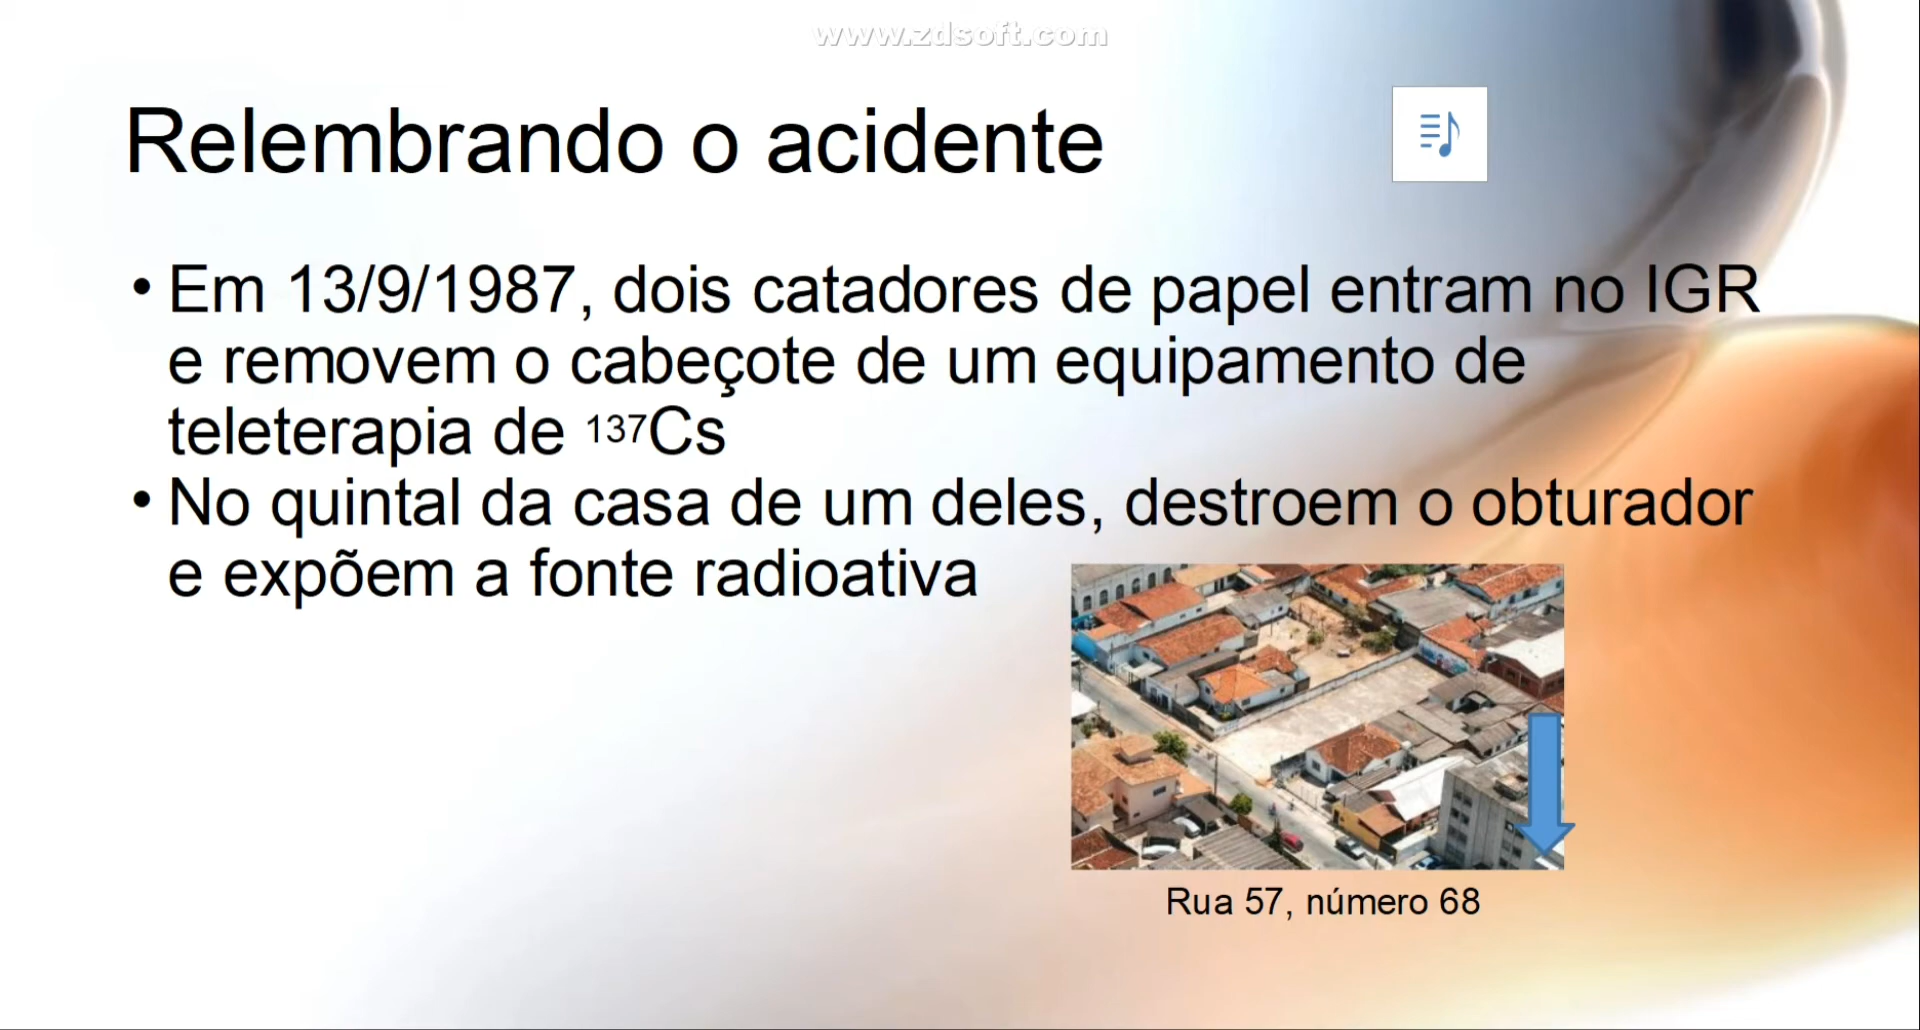 www.zdsoft.com
Relembrando o acidente
• Em 13/9/1987, dois catadores de papel entram no IGR
e removem o cabeçote de um equipamento de
teleterapia de ¹³⁷Cs
• No quintal da casa de um deles, destroem o obturador
e expõem a fonte radioativa
Rua 57, número 68